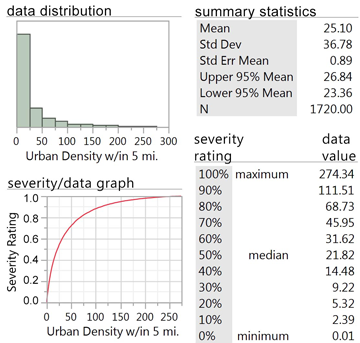 data distribution
0 50 100 150 200 250 300
Urban Density w/in 5 mi.
summary statistics
Mean 25.10
Std Dev 36.78
Std Err Mean 0.89
Upper 95% Mean 26.84
Lower 95% Mean 23.36
N 1720.00
severity/data graph
Severity Rating
1.0
0.8
0.6
0.4
0.2
0.0
0 50 100 150 200 250
Urban Density w/in 5 mi.
severity data
rating value
100% maximum 274.34
90% 111.51
80% 68.73
70% 45.95
60% 31.62
50% median 21.82
40% 14.48
30% 9.22
20% 5.32
10% 2.39
0% minimum 0.01